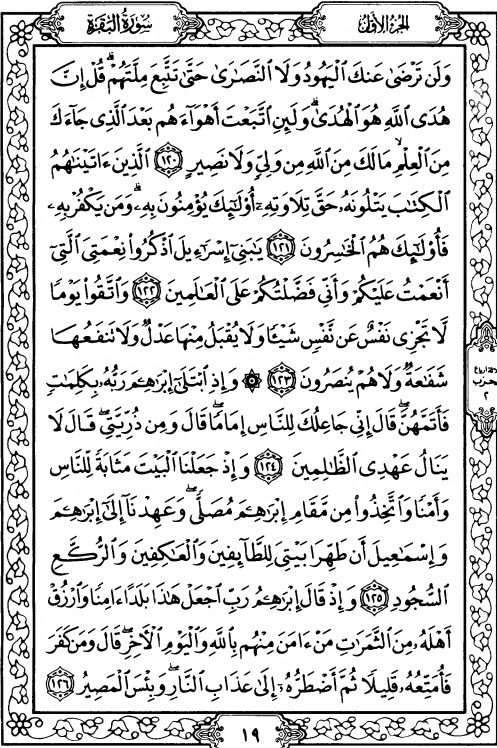 الجزء الأول
سورة البقرة
وَلَن تَرْضَىٰ عَنكَ ٱلْيَهُودُ وَلَا ٱلنَّصَٰرَىٰ حَتَّىٰ تَتَّبِعَ مِلَّتَهُمْ ۗ قُلْ إِنَّ
هُدَى ٱللَّهِ هُوَ ٱلْهُدَىٰ ۗ وَلَئِنِ ٱتَّبَعْتَ أَهْوَآءَهُم بَعْدَ ٱلَّذِى جَآءَكَ
مِنَ ٱلْعِلْمِ ۙ مَا لَكَ مِنَ ٱللَّهِ مِن وَلِىٍّ وَلَا نَصِيرٍ ١٢٠ ٱلَّذِينَ ءَاتَيْنَٰهُمُ
ٱلْكِتَٰبَ يَتْلُونَهُۥ حَقَّ تِلَاوَتِهِۦٓ أُو۟لَٰٓئِكَ يُؤْمِنُونَ بِهِۦ ۗ وَمَن يَكْفُرْ بِهِۦ
فَأُو۟لَٰٓئِكَ هُمُ ٱلْخَٰسِرُونَ ١٢١ يَٰبَنِىٓ إِسْرَٰٓءِيلَ ٱذْكُرُوا۟ نِعْمَتِىَ ٱلَّتِىٓ
أَنْعَمْتُ عَلَيْكُمْ وَأَنِّى فَضَّلْتُكُمْ عَلَى ٱلْعَٰلَمِينَ ١٢٢ وَٱتَّقُوا۟ يَوْمًا
لَّا تَجْزِى نَفْسٌ عَن نَّفْسٍ شَيْـًٔا وَلَا يُقْبَلُ مِنْهَا عَدْلٌ وَلَا تَنفَعُهَا
شَفَٰعَةٌ وَلَا هُمْ يُنصَرُونَ ١٢٣ ۞ وَإِذِ ٱبْتَلَىٰٓ إِبْرَٰهِۦمَ رَبُّهُۥ بِكَلِمَٰتٍ
فَأَتَمَّهُنَّ ۖ قَالَ إِنِّى جَاعِلُكَ لِلنَّاسِ إِمَامًا ۖ قَالَ وَمِن ذُرِّيَّتِى ۖ قَالَ لَا
يَنَالُ عَهْدِى ٱلظَّٰلِمِينَ ١٢٤ وَإِذْ جَعَلْنَا ٱلْبَيْتَ مَثَابَةً لِّلنَّاسِ
وَأَمْنًا وَٱتَّخِذُوا۟ مِن مَّقَامِ إِبْرَٰهِۦمَ مُصَلًّى ۖ وَعَهِدْنَآ إِلَىٰٓ إِبْرَٰهِۦمَ
وَإِسْمَٰعِيلَ أَن طَهِّرَا بَيْتِىَ لِلطَّآئِفِينَ وَٱلْعَٰكِفِينَ وَٱلرُّكَّعِ
ٱلسُّجُودِ ١٢٥ وَإِذْ قَالَ إِبْرَٰهِۦمُ رَبِّ ٱجْعَلْ هَٰذَا بَلَدًا ءَامِنًا وَٱرْزُقْ
أَهْلَهُۥ مِنَ ٱلثَّمَرَٰتِ مَنْ ءَامَنَ مِنْهُم بِٱللَّهِ وَٱلْيَوْمِ ٱلْءَاخِرِ ۖ قَالَ وَمَن كَفَرَ
فَأُمَتِّعُهُۥ قَلِيلًا ثُمَّ أَضْطَرُّهُۥٓ إِلَىٰ عَذَابِ ٱلنَّارِ ۖ وَبِئْسَ ٱلْمَصِيرُ ١٢٦
حزب
٢
١٩